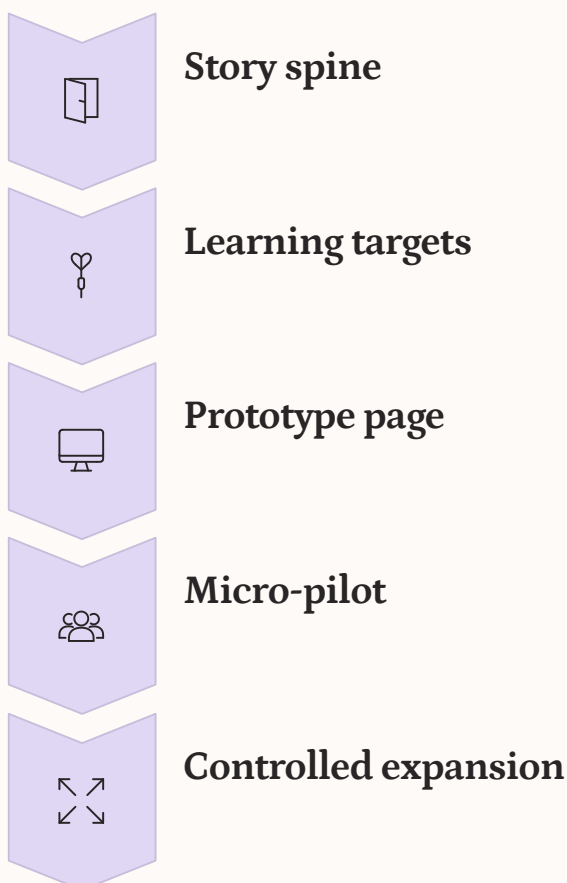 Story spine
Learning targets
Prototype page
Micro-pilot
Controlled expansion